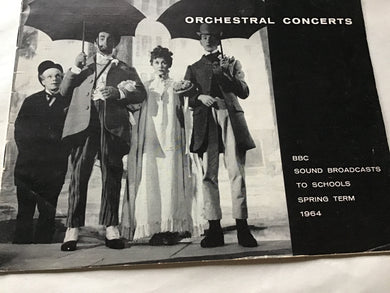 ORCHESTRAL CONCERTS
BBC
SOUND BROADCASTS
TO SCHOOLS
SPRING TERM
1964